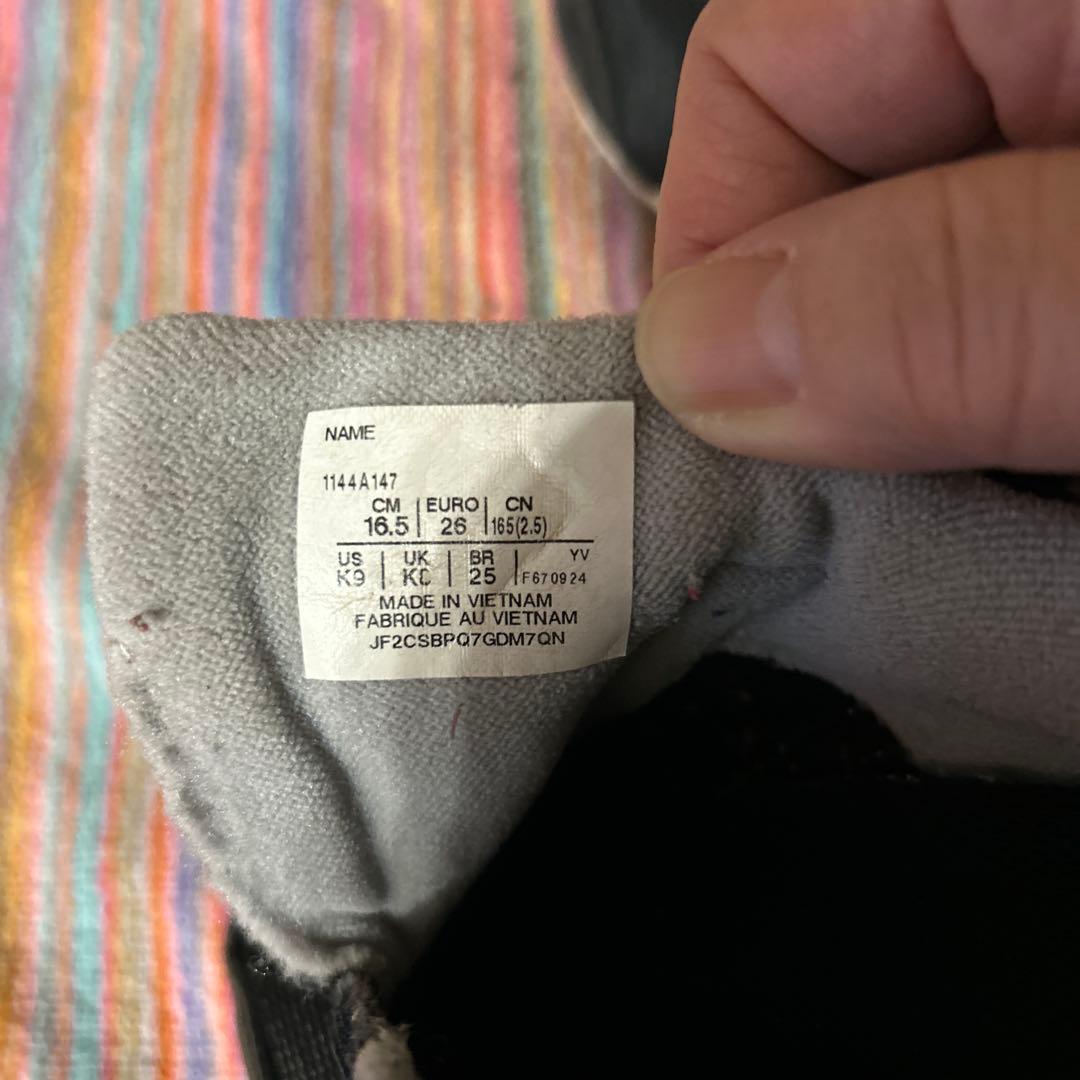 NAME
1144A147
CM | EURO | CN
16.5 | 26 | 165(2.5)
US | UK | BR | YV
K9 | | 25 | F670924
MADE IN VIETNAM
FABRIQUE AU VIETNAM
JF2CSBPQ7GDM7QN